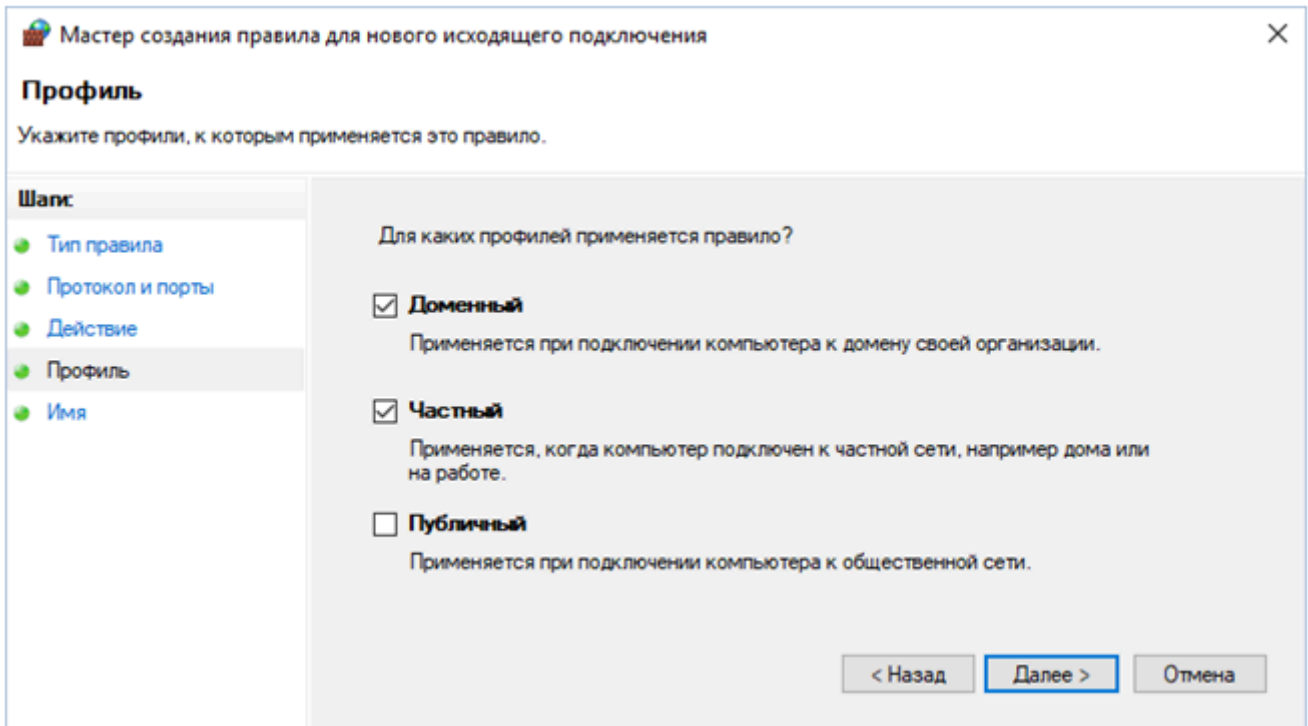 Мастер создания правила для нового исходящего подключения
Профиль
Укажите профили, к которым применяется это правило.
Шаги:
Тип правила
Протокол и порты
Действие
Профиль
Имя
Для каких профилей применяется правило?
Доменный
Применяется при подключении компьютера к домену своей организации.
Частный
Применяется, когда компьютер подключен к частной сети, например дома или
на работе.
Публичный
Применяется при подключении компьютера к общественной сети.
< Назад
Далее >
Отмена